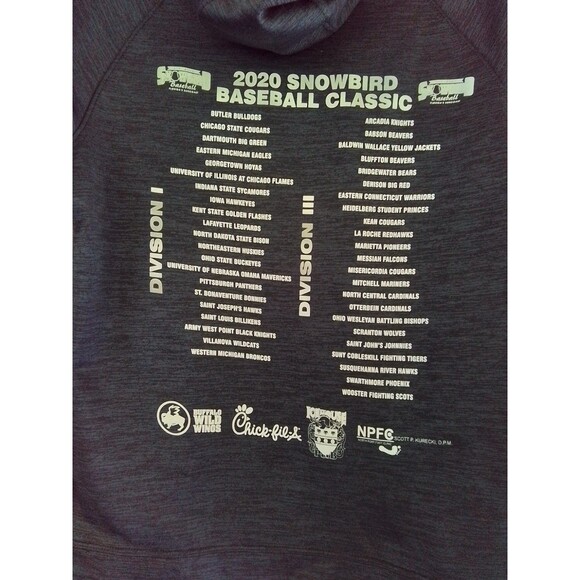 Baseball
2020 SNOWBIRD
BASEBALL CLASSIC
Baseball
DIVISION I
BUTLER BULLDOGS
CHICAGO STATE COUGARS
DARTMOUTH BIG GREEN
EASTERN MICHIGAN EAGLES
GEORGETOWN HOYAS
UNIVERSITY OF ILLINOIS AT CHICAGO FLAMES
INDIANA STATE SYCAMORES
IOWA HAWKEYES
KENT STATE GOLDEN FLASHES
LAFAYETTE LEOPARDS
NORTH DAKOTA STATE BISON
NORTHEASTERN HUSKIES
OHIO STATE BUCKEYES
UNIVERSITY OF NEBRASKA OMAHA MAVERICKS
PITTSBURGH PANTHERS
ST. BONAVENTURE BONNIES
SAINT JOSEPH'S HAWKS
SAINT LOUIS BILLIKENS
ARMY WEST POINT BLACK KNIGHTS
VILLANOVA WILDCATS
WESTERN MICHIGAN BRONCOS
DIVISION III
ARCADIA KNIGHTS
BABSON BEAVERS
BALDWIN WALLACE YELLOW JACKETS
BLUFFTON BEAVERS
BRIDGEWATER BEARS
DENISON BIG RED
EASTERN CONNECTICUT WARRIORS
HEIDELBERG STUDENT PRINCES
KEAN COUGARS
LA ROCHE REDHAWKS
MARIETTA PIONEERS
MESSIAH FALCONS
MISERICORDIA COUGARS
MITCHELL MARINERS
NORTH CENTRAL CARDINALS
OTTERBEIN CARDINALS
OHIO WESLEYAN BATTLING BISHOPS
SCRANTON WOLVES
SAINT JOHN'S JOHNNIES
SUNY COBLESKILL FIGHTING TIGERS
SUSQUEHANNA RIVER HAWKS
SWARTHMORE PHOENIX
WOOSTER FIGHTING SCOTS
BUFFALO
WILD
WINGS
Chick-fil-A
NPFC
SCOTT P. KURECKI, D.P.M.